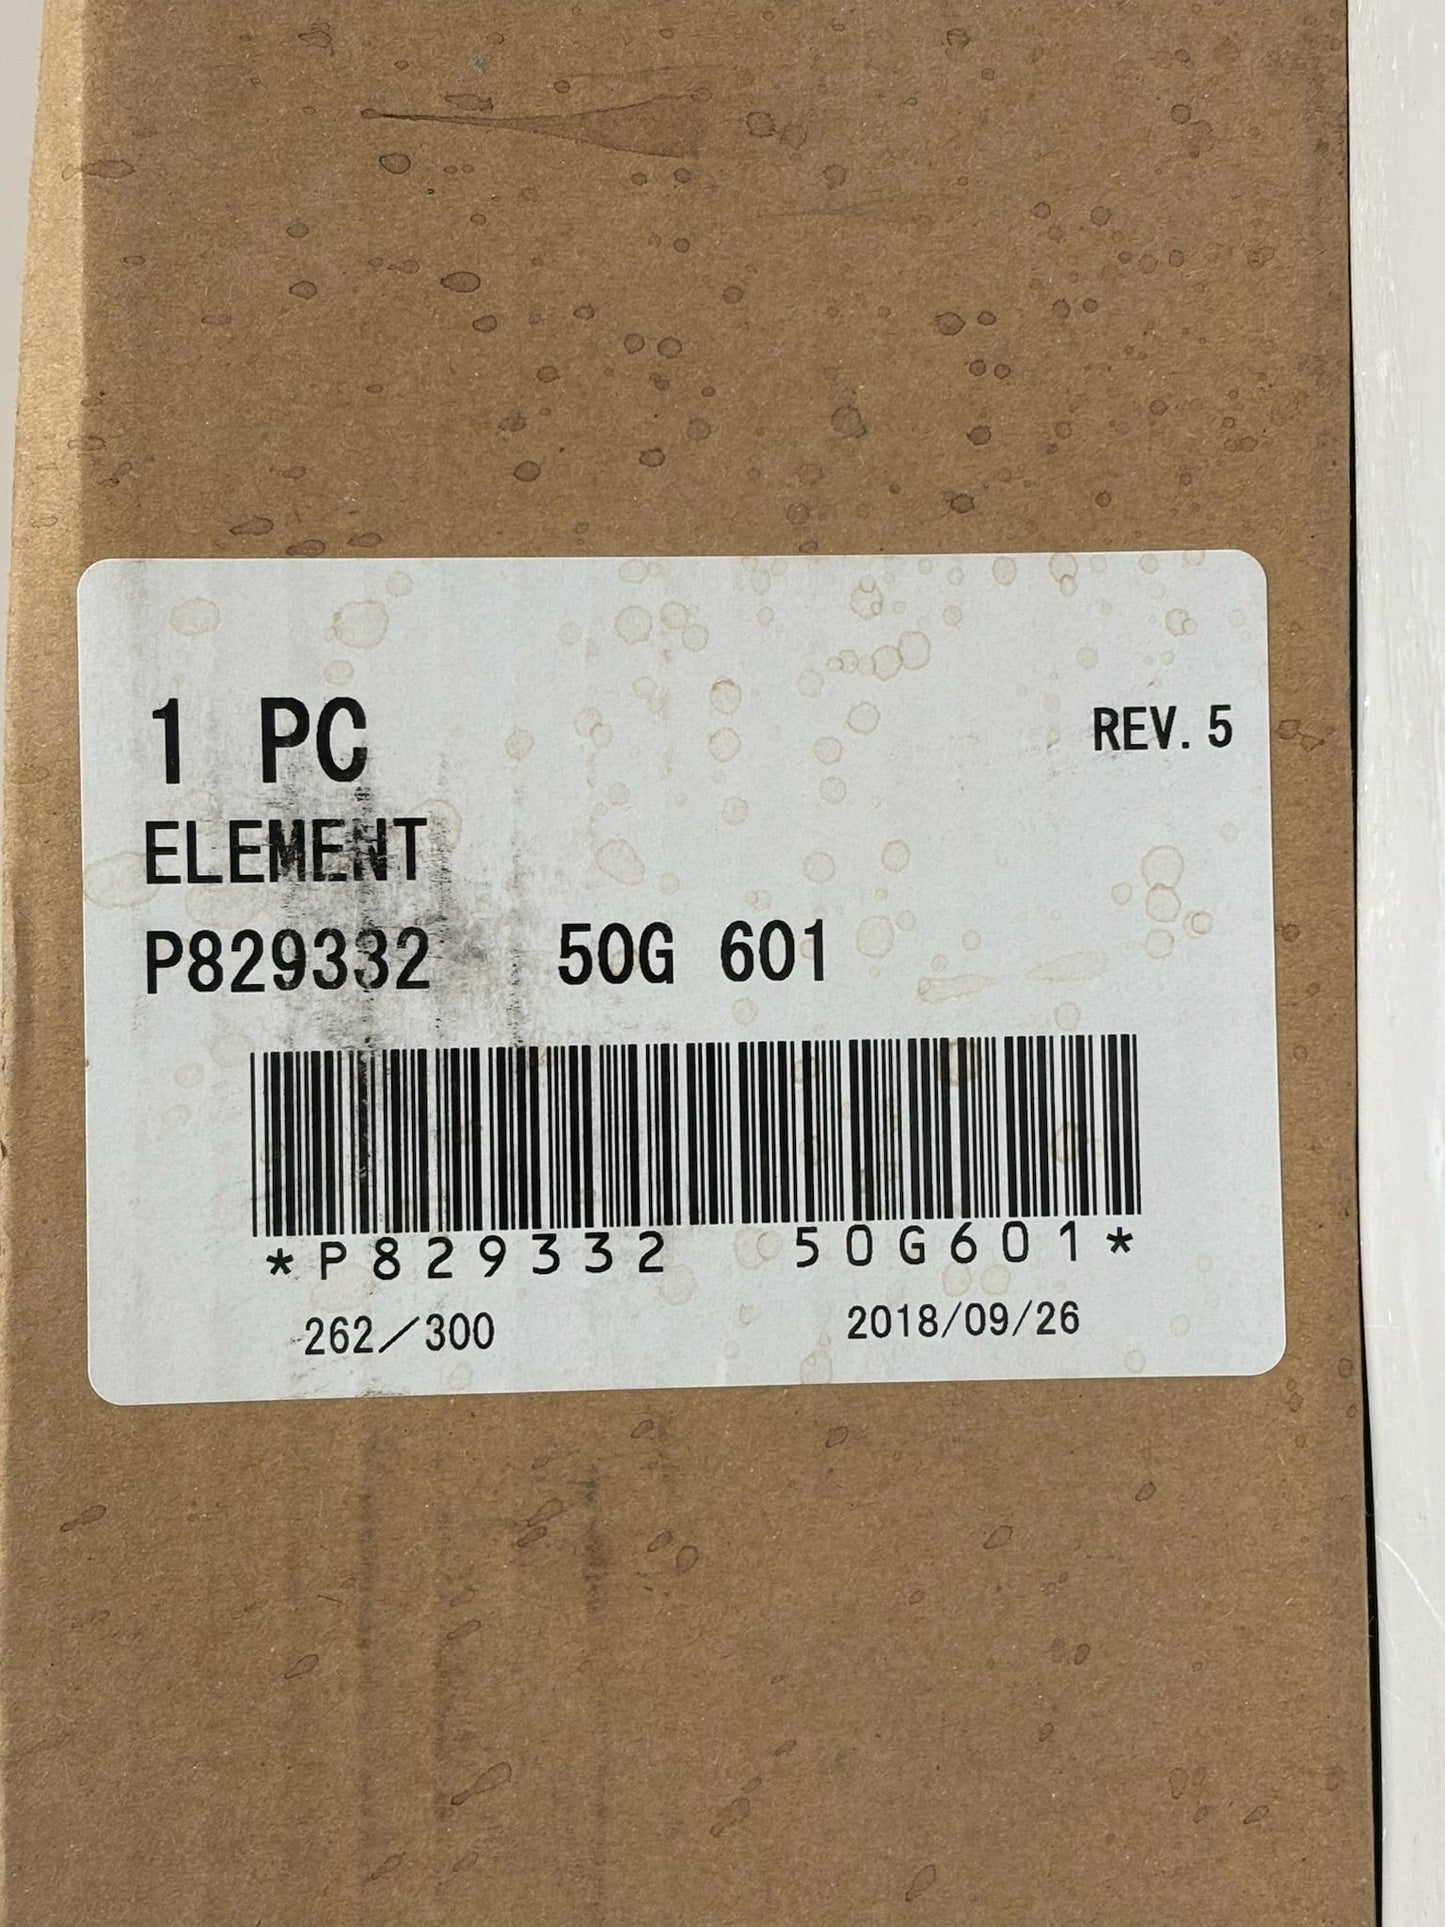 1 PC
REV. 5
ELEMENT
P829332 50G 601
*P829332 50G601*
262/300 2018/09/26